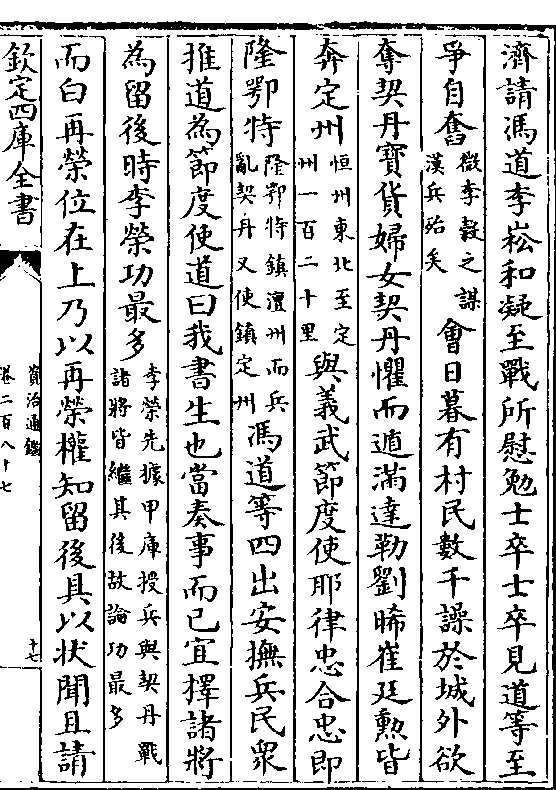 濟請馮道李崧和凝至戰所慰勉士卒士卒見道等至
爭自奮微李穀之謀漢兵殆矣會日暮有村民數千譟於城外欲
奪契丹寶貨婦女契丹懼而遁滿達勒劉晞崔廷勲皆
奔定州恒州東北至定州一百二十里與義武節度使耶律忠合忠即
隆鄂特隆鄂特鎮澶州而兵亂契丹又使鎮定州馮道等四出安撫兵民衆
推道為節度使道曰我書生也當奏事而已宜擇諸將
為留後時李榮功最多李榮先據甲庫授兵與契丹戰諸將皆繼其後故論功最多
而白再榮位在上乃以再榮權知留後具以狀聞且請
欽定四庫全書
資治通鑑
卷二百八十七
十七